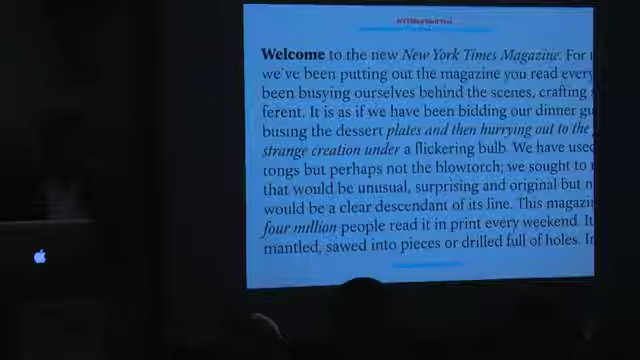 Welcome to the new New York Times Magazine. For
we've been putting out the magazine you read every
been busying ourselves behind the scenes, crafting
ferent. It is as if we have been bidding our dinner
busing the dessert plates and then hurrying out to the
strange creation under a flickering bulb. We have used
tongs but perhaps not the blowtorch; we sought to
that would be unusual, surprising and original but
would be a clear descendant of its line. This
four million people read it in print every weekend.
mantled, sawed into pieces or drilled full of holes.